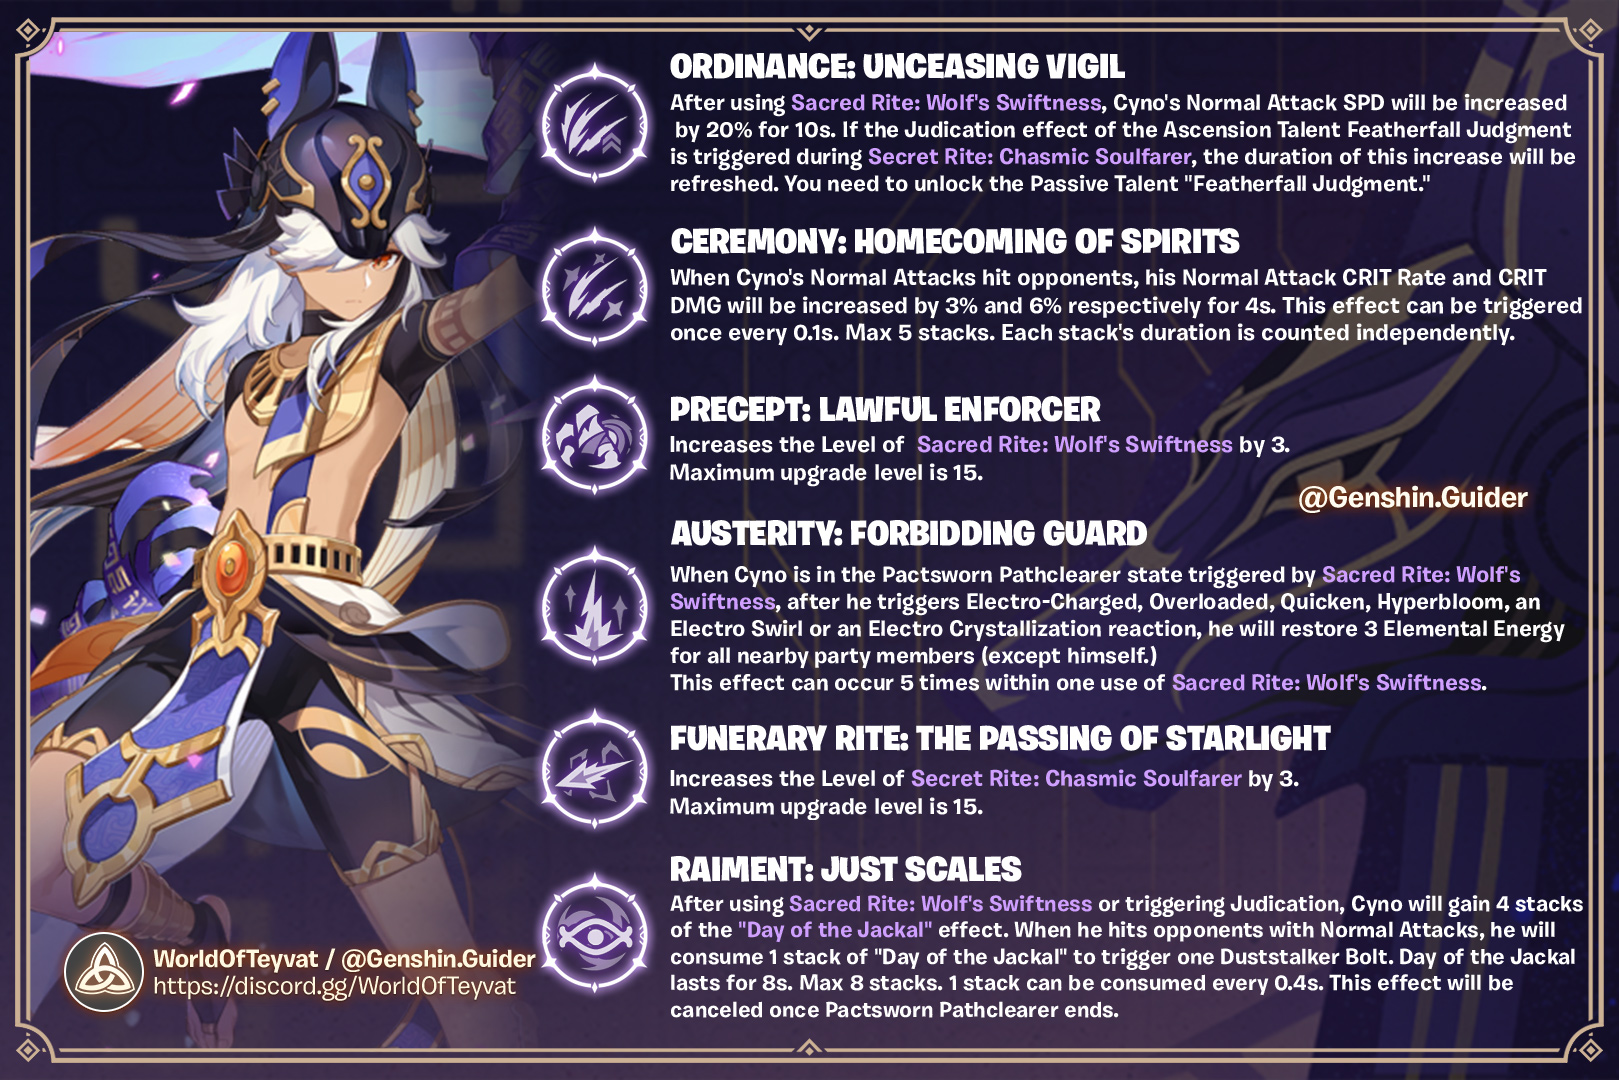 ORDINANCE: UNCEASING VIGIL
After using Sacred Rite: Wolf's Swiftness, Cyno's Normal Attack SPD will be increased
by 20% for 10s. If the Judication effect of the Ascension Talent Featherfall Judgment
is triggered during Secret Rite: Chasmic Soulfarer, the duration of this increase will be
refreshed. You need to unlock the Passive Talent "Featherfall Judgment."
CEREMONY: HOMECOMING OF SPIRITS
When Cyno's Normal Attacks hit opponents, his Normal Attack CRIT Rate and CRIT
DMG will be increased by 3% and 6% respectively for 4s. This effect can be triggered
once every 0.1s. Max 5 stacks. Each stack's duration is counted independently.
PRECEPT: LAWFUL ENFORCER
Increases the Level of Sacred Rite: Wolf's Swiftness by 3.
Maximum upgrade level is 15.
@Genshin.Guider
AUSTERITY: FORBIDDING GUARD
When Cyno is in the Pactsworn Pathclearer state triggered by Sacred Rite: Wolf's
Swiftness, after he triggers Electro-Charged, Overloaded, Quicken, Hyperbloom, an
Electro Swirl or an Electro Crystallization reaction, he will restore 3 Elemental Energy
for all nearby party members (except himself.)
This effect can occur 5 times within one use of Sacred Rite: Wolf's Swiftness.
FUNERARY RITE: THE PASSING OF STARLIGHT
Increases the Level of Secret Rite: Chasmic Soulfarer by 3.
Maximum upgrade level is 15.
RAIMENT: JUST SCALES
After using Sacred Rite: Wolf's Swiftness or triggering Judication, Cyno will gain 4 stacks
of the "Day of the Jackal" effect. When he hits opponents with Normal Attacks, he will
consume 1 stack of "Day of the Jackal" to trigger one Duststalker Bolt. Day of the Jackal
lasts for 8s. Max 8 stacks. 1 stack can be consumed every 0.4s. This effect will be
canceled once Pactsworn Pathclearer ends.
WorldOfTeyvat / @Genshin.Guider
https://discord.gg/WorldOfTeyvat